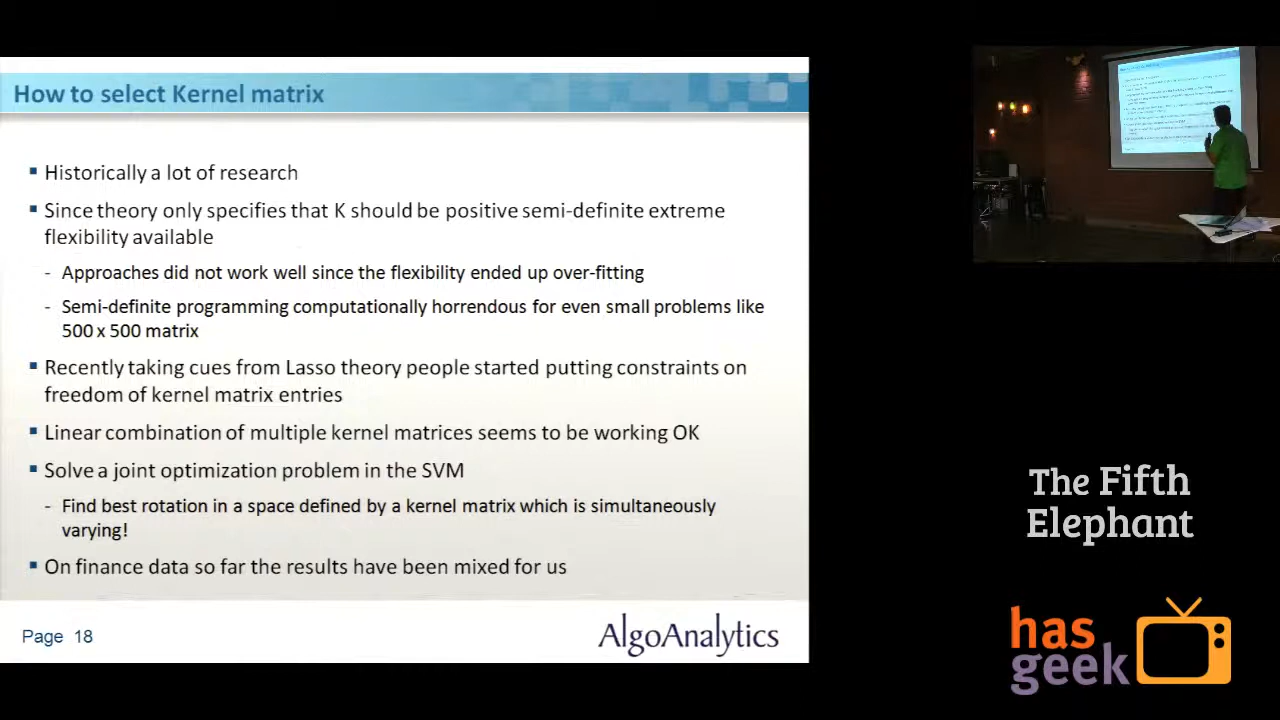 How to select Kernel matrix
▪ Historically a lot of research
▪ Since theory only specifies that K should be positive semi-definite extreme
flexibility available
- Approaches did not work well since the flexibility ended up over-fitting
- Semi-definite programming computationally horrendous for even small problems like
500 x 500 matrix
▪ Recently taking cues from Lasso theory people started putting constraints on
freedom of kernel matrix entries
▪ Linear combination of multiple kernel matrices seems to be working OK
▪ Solve a joint optimization problem in the SVM
- Find best rotation in a space defined by a kernel matrix which is simultaneously
varying!
▪ On finance data so far the results have been mixed for us
Page 18
AlgoAnalytics
The Fifth
Elephant
has
geek